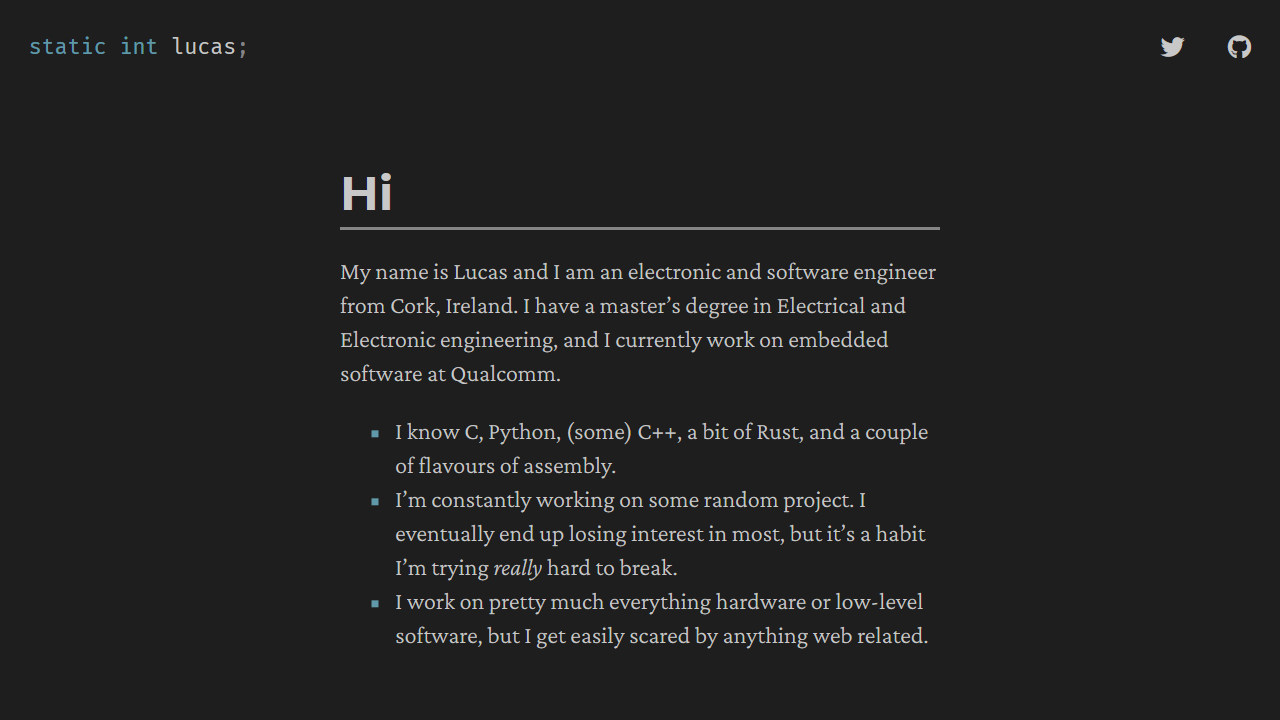 static int lucas;
Hi
My name is Lucas and I am an electronic and software engineer
from Cork, Ireland. I have a master’s degree in Electrical and
Electronic engineering, and I currently work on embedded
software at Qualcomm.
I know C, Python, (some) C++, a bit of Rust, and a couple
of flavours of assembly.
I’m constantly working on some random project. I
eventually end up losing interest in most, but it’s a habit
I’m trying really hard to break.
I work on pretty much everything hardware or low-level
software, but I get easily scared by anything web related.